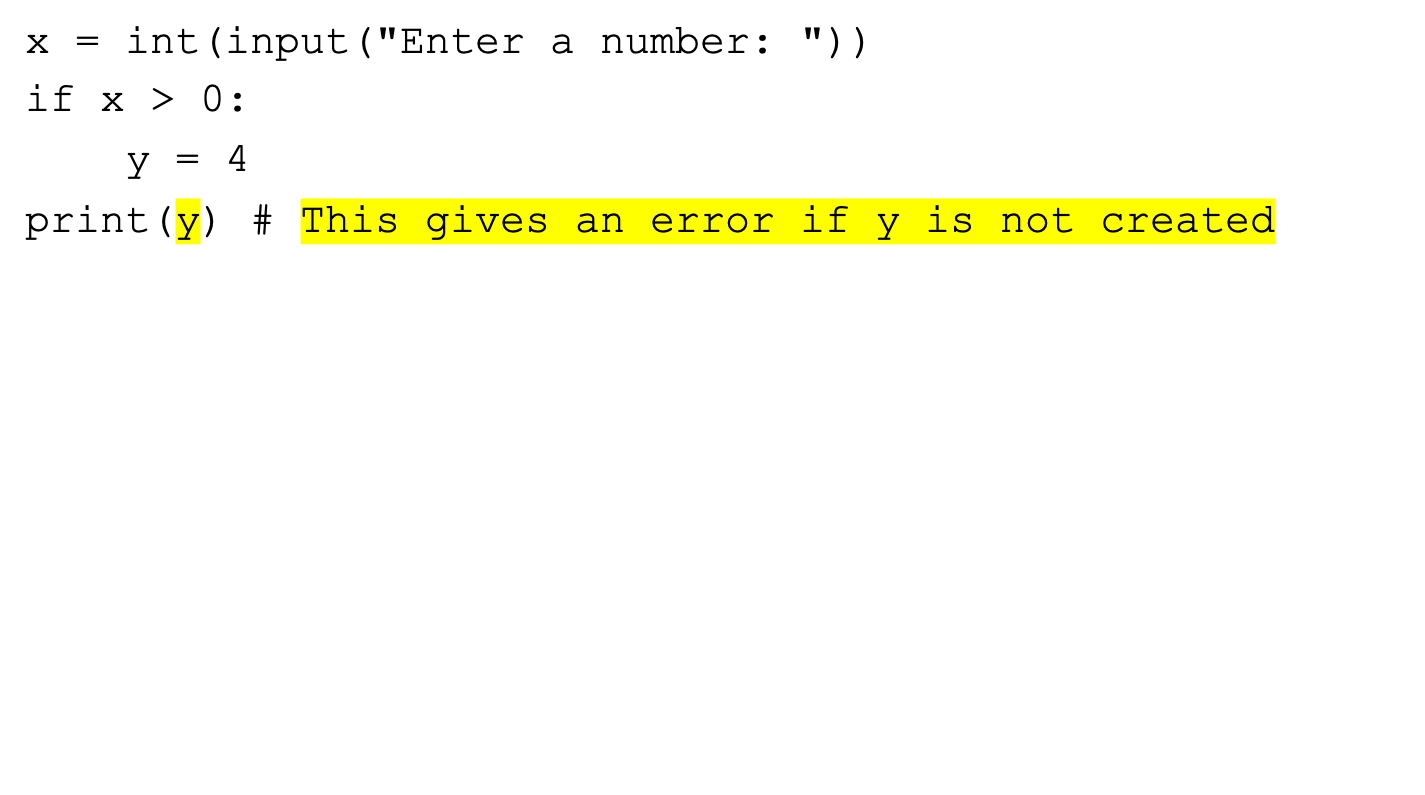 x = int(input("Enter a number: "))
if x > 0:
    y = 4
print(y) # This gives an error if y is not created